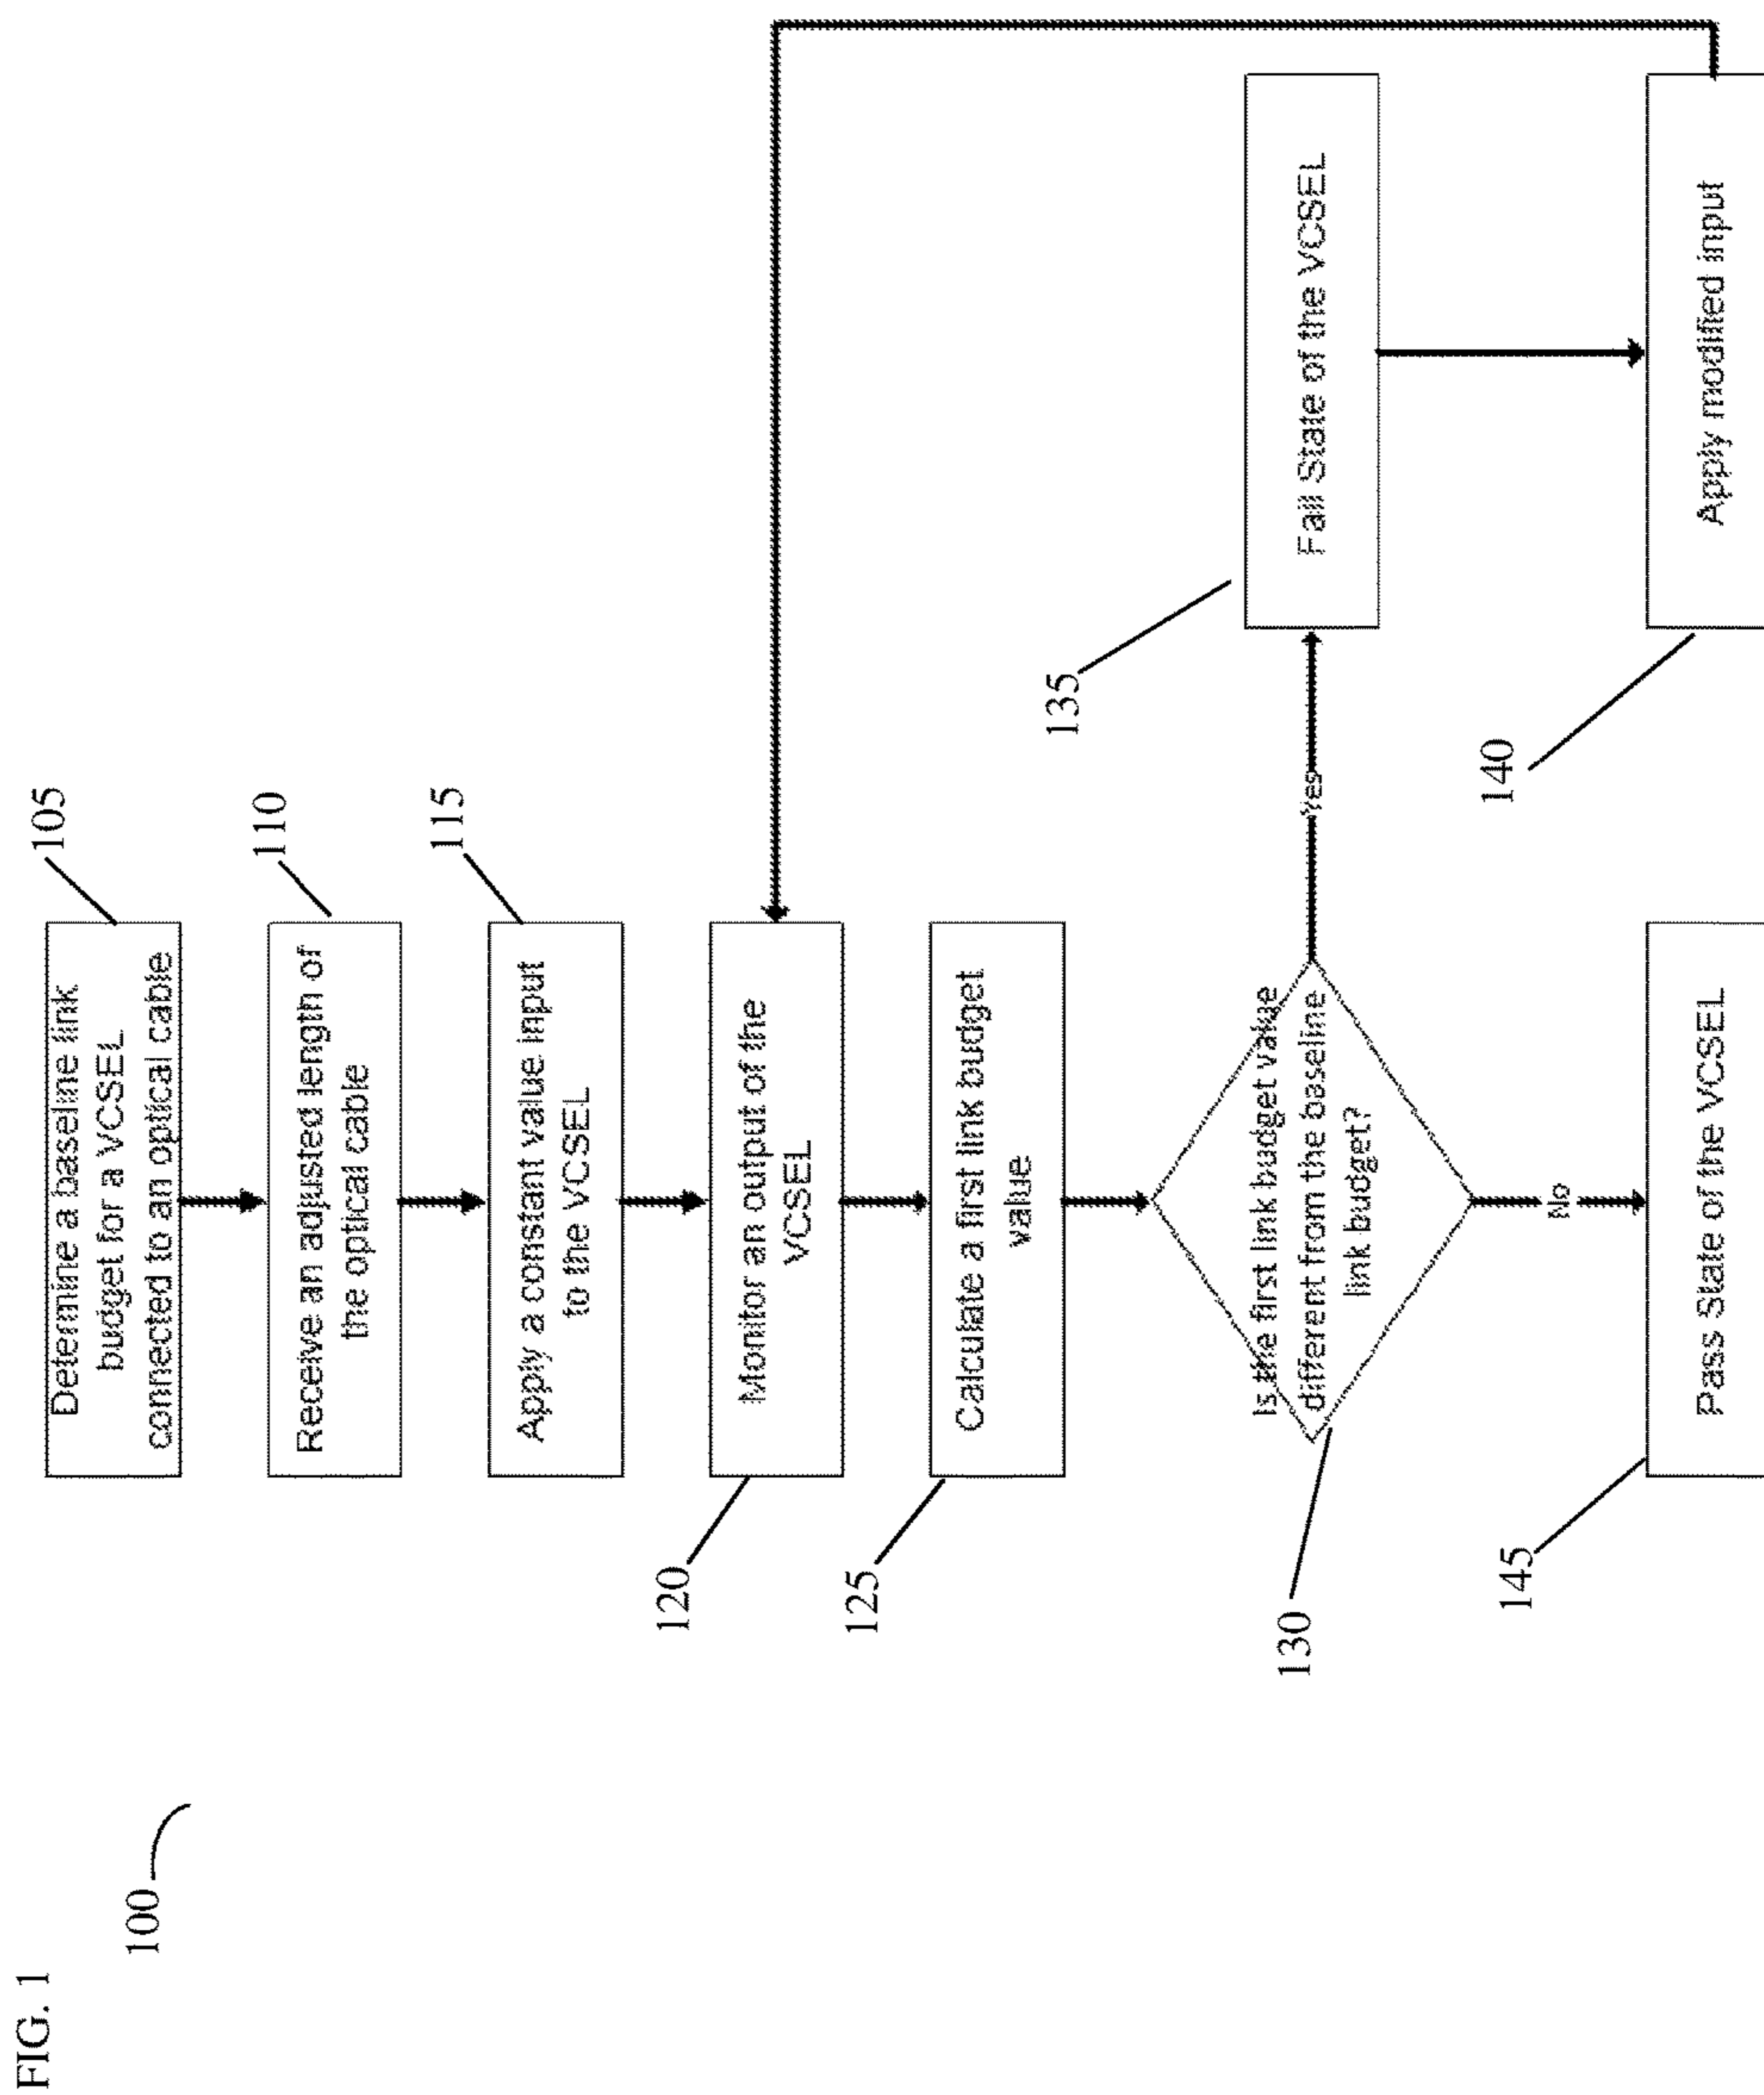 FIG. 1
100
105
Determine a baseline link
budget for a VCSEL
connected to an optical cable
110
Receive an adjusted length of
the optical cable
115
Apply a constant value input
to the VCSEL
120
Monitor an output of the
VCSEL
125
Calculate a first link budget
value
130
Is the first link budget value
different from the baseline
link budget?
Yes
135
Fail State of the VCSEL
140
Apply modified input
No
145
Pass State of the VCSEL